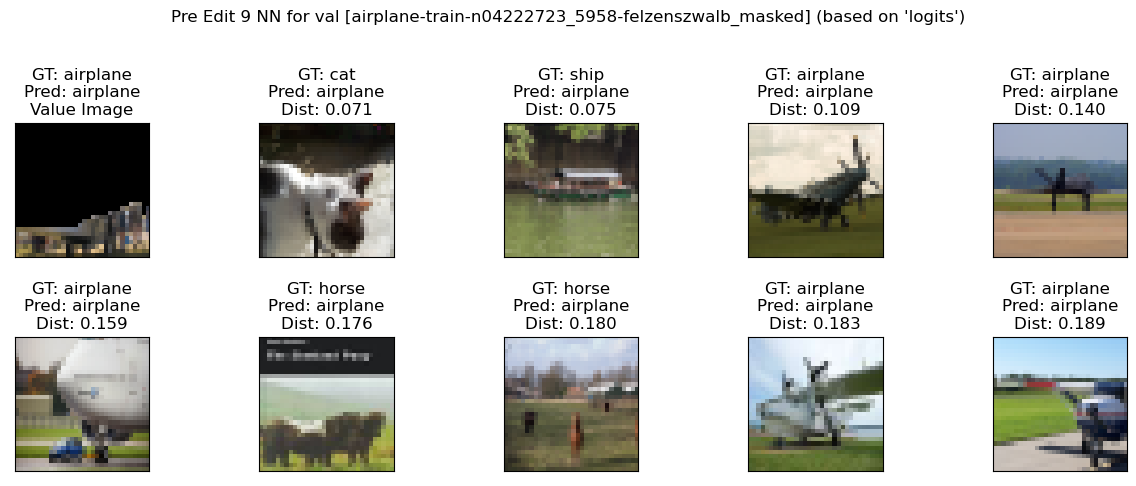 Pre Edit 9 NN for val [airplane-train-n04222723_5958-felzenszwalb_masked] (based on 'logits')
GT: airplane
Pred: airplane
Value Image
GT: cat
Pred: airplane
Dist: 0.071
GT: ship
Pred: airplane
Dist: 0.075
GT: airplane
Pred: airplane
Dist: 0.109
GT: airplane
Pred: airplane
Dist: 0.140
GT: airplane
Pred: airplane
Dist: 0.159
GT: horse
Pred: airplane
Dist: 0.176
GT: horse
Pred: airplane
Dist: 0.180
GT: airplane
Pred: airplane
Dist: 0.183
GT: airplane
Pred: airplane
Dist: 0.189